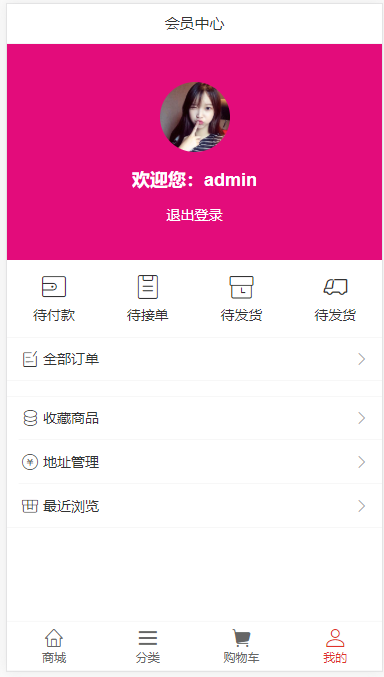 会员中心
欢迎您：admin
退出登录
待付款 待接单 待发货 待发货
全部订单
收藏商品
地址管理
最近浏览
商城 分类 购物车 我的